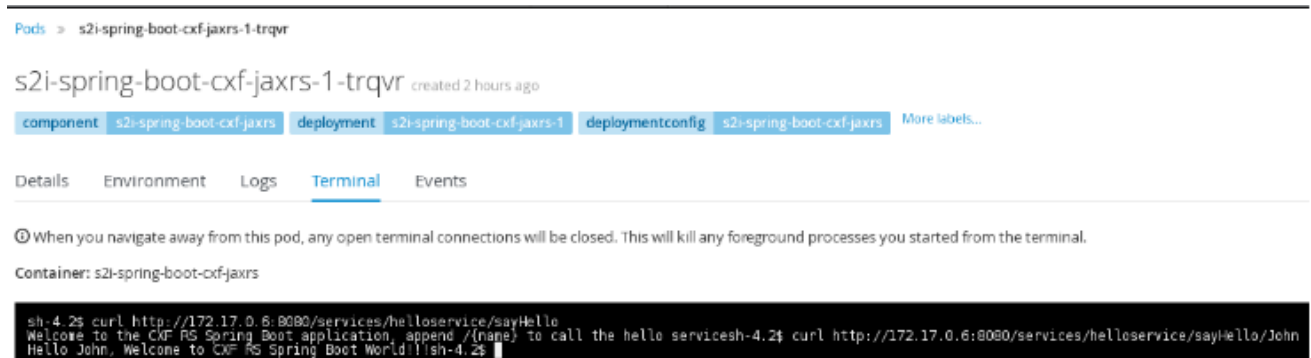 Pods » s2i-spring-boot-cxf-jaxrs-1-trqvr
s2i-spring-boot-cxf-jaxrs-1-trqvr created 2 hours ago
component s2i-spring-boot-cxf-jaxrs deployment s2i-spring-boot-cxf-jaxrs-1 deploymentconfig s2i-spring-boot-cxf-jaxrs More labels...
Details Environment Logs Terminal Events
When you navigate away from this pod, any open terminal connections will be closed. This will kill any foreground processes you started from the terminal.
Container: s2i-spring-boot-cxf-jaxrs
sh-4.2$ curl http://172.17.0.6:8080/services/helloservice/sayHello
Welcome to the CXF RS Spring Boot application, append /{name} to call the hello servicesh-4.2$ curl http://172.17.0.6:8080/services/helloservice/sayHello/John
Hello John, Welcome to CXF RS Spring Boot World!!!sh-4.2$